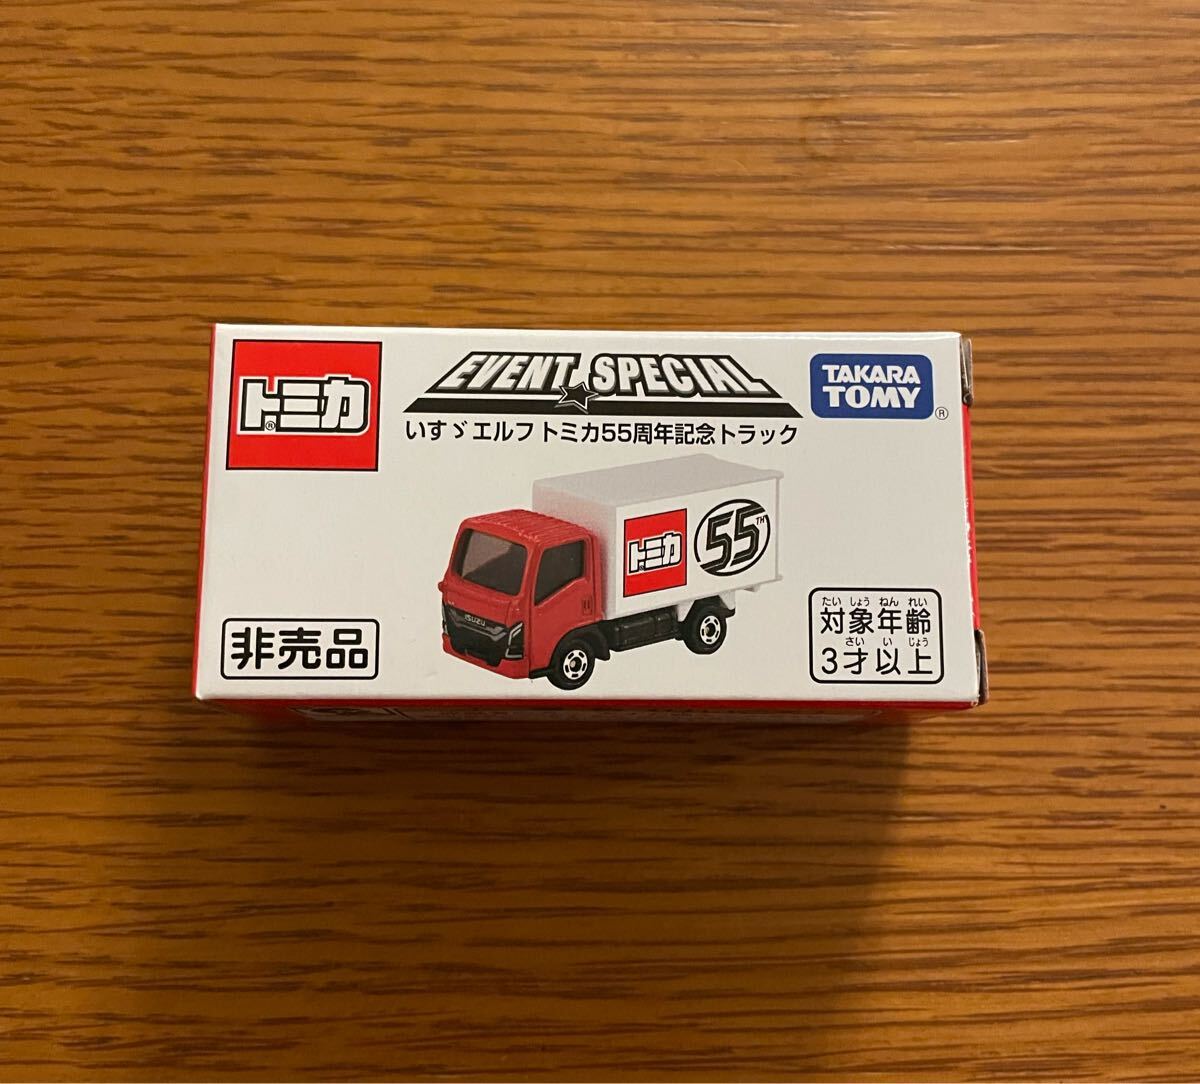 トミカ®
EVENT★SPECIAL
いすゞエルフ トミカ55周年記念トラック
TAKARA
TOMY®
ISUZU
トミカ
55TH
非売品
たいしょうねんれい
対象年齢
さいいじょう
3才以上